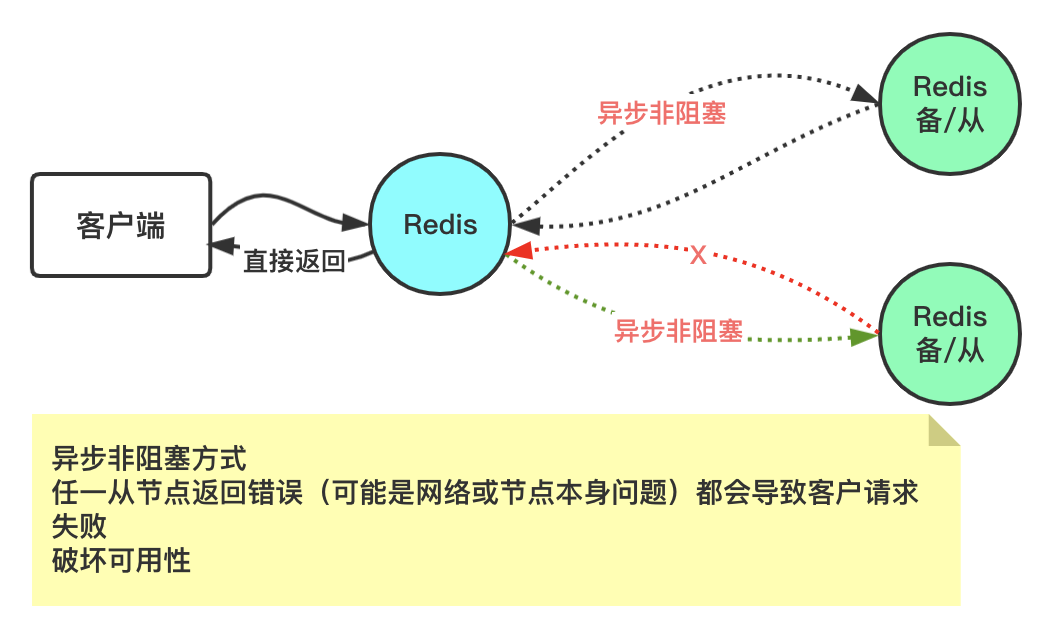 Redis
备/从
异步非阻塞
客户端
Redis
直接返回
X
Redis
备/从
异步非阻塞
异步非阻塞方式
任一从节点返回错误（可能是网络或节点本身问题）都会导致客户请求
失败
破坏可用性